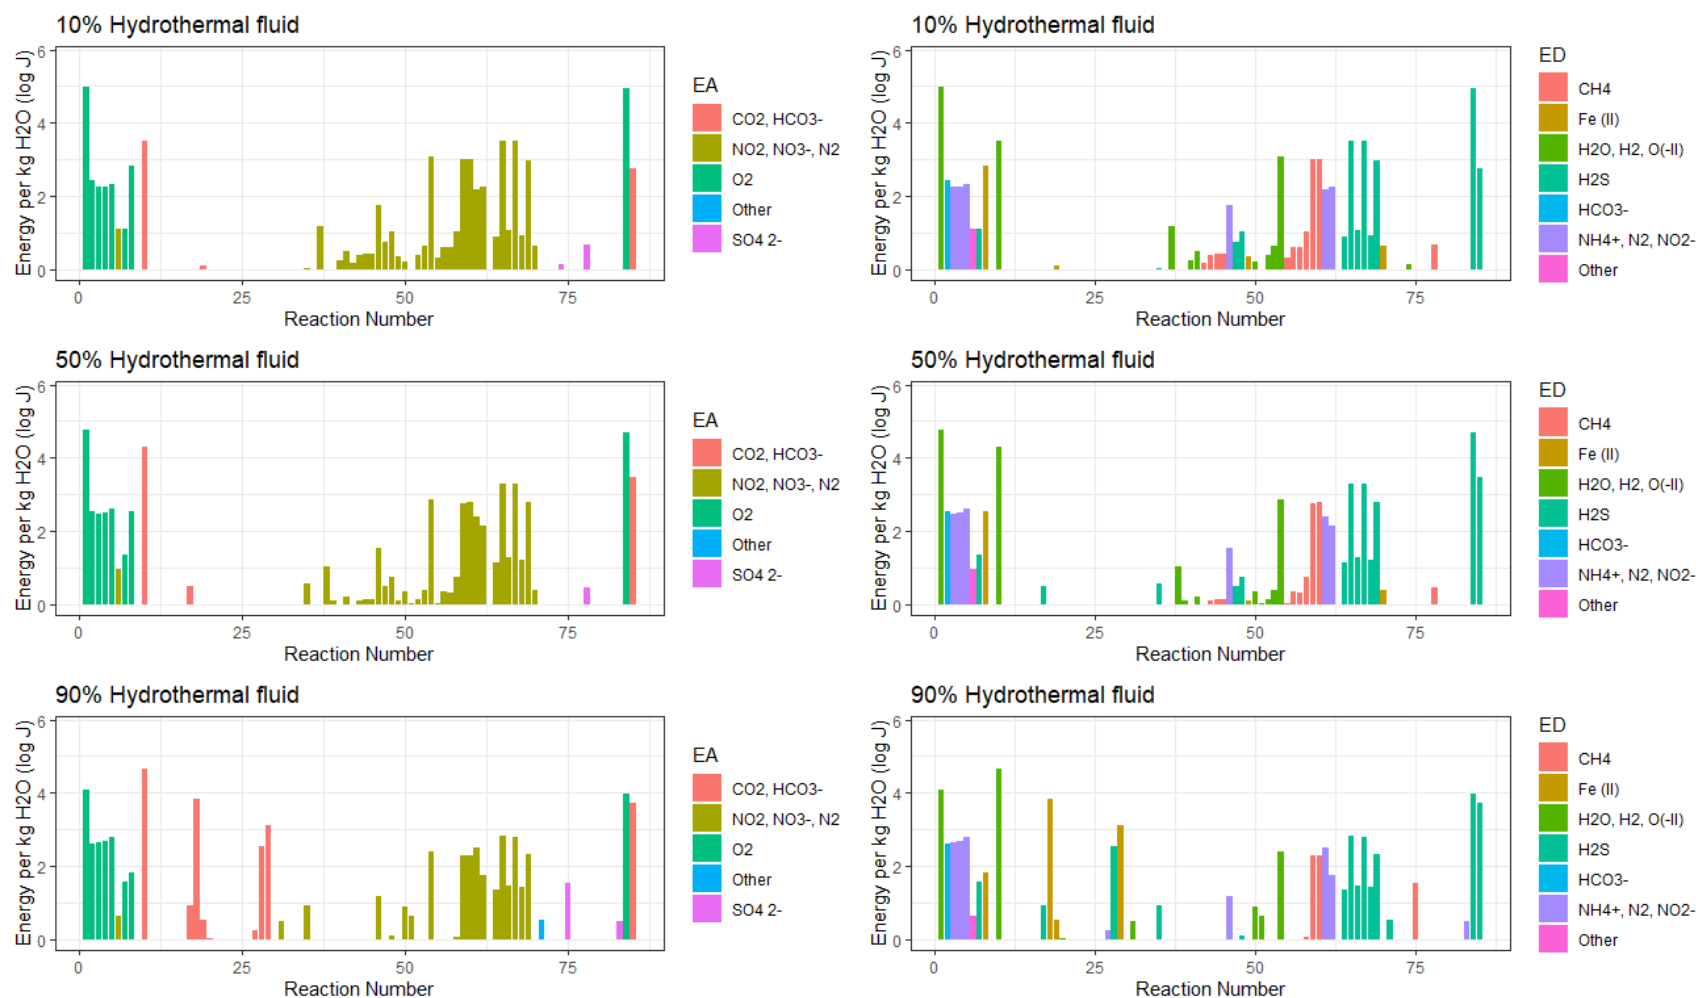 10% Hydrothermal fluid
Energy per kg H2O (log J)
6
4
2
0
0 25 50 75
Reaction Number
EA
CO2, HCO3-
NO2, NO3-, N2
O2
Other
SO4 2-
10% Hydrothermal fluid
Energy per kg H2O (log J)
6
4
2
0
0 25 50 75
Reaction Number
ED
CH4
Fe (II)
H2O, H2, O(-II)
H2S
HCO3-
NH4+, N2, NO2-
Other
50% Hydrothermal fluid
Energy per kg H2O (log J)
6
4
2
0
0 25 50 75
Reaction Number
EA
CO2, HCO3-
NO2, NO3-, N2
O2
Other
SO4 2-
50% Hydrothermal fluid
Energy per kg H2O (log J)
6
4
2
0
0 25 50 75
Reaction Number
ED
CH4
Fe (II)
H2O, H2, O(-II)
H2S
HCO3-
NH4+, N2, NO2-
Other
90% Hydrothermal fluid
Energy per kg H2O (log J)
6
4
2
0
0 25 50 75
Reaction Number
EA
CO2, HCO3-
NO2, NO3-, N2
O2
Other
SO4 2-
90% Hydrothermal fluid
Energy per kg H2O (log J)
6
4
2
0
0 25 50 75
Reaction Number
ED
CH4
Fe (II)
H2O, H2, O(-II)
H2S
HCO3-
NH4+, N2, NO2-
Other